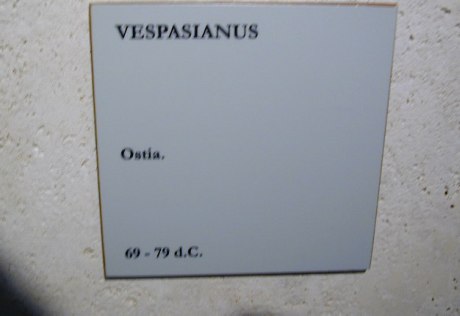 VESPASIANUS
Ostia.
69 - 79 d.C.